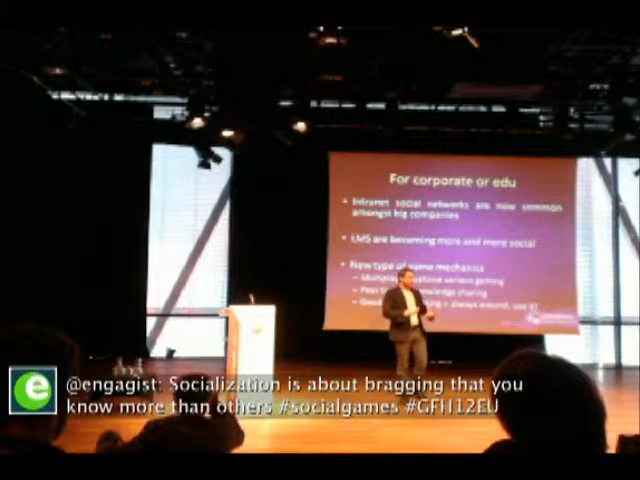 For corporate or edu
Intranet social networks are now common
amongst big companies
LMS are becoming more and more social
New type of game mechanics
@engagist: Socialization is about bragging that you
know more than others #socialgames #GFH12EU